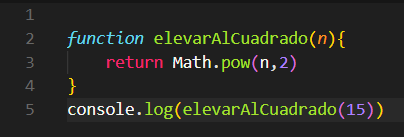 1
2 function elevarAlCuadrado(n){
3 return Math.pow(n,2)
4 }
5 console.log(elevarAlCuadrado(15))